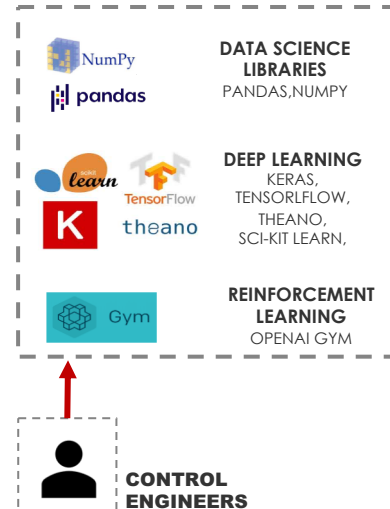 NumPy
DATA SCIENCE
LIBRARIES
pandas
PANDAS,NUMPY
scikit
learn
TensorFlow
DEEP LEARNING
KERAS,
TENSORLFLOW,
K
theano
THEANO,
SCI-KIT LEARN,
Gym
REINFORCEMENT
LEARNING
OPENAI GYM
CONTROL
ENGINEERS